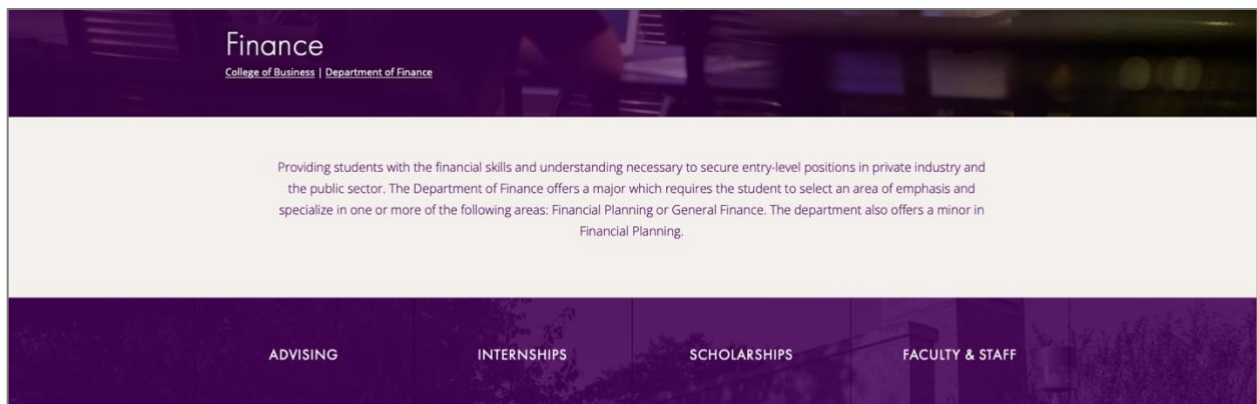 Finance
College of Business | Department of Finance
Providing students with the financial skills and understanding necessary to secure entry-level positions in private industry and
the public sector. The Department of Finance offers a major which requires the student to select an area of emphasis and
specialize in one or more of the following areas: Financial Planning or General Finance. The department also offers a minor in
Financial Planning.
ADVISING INTERNSHIPS SCHOLARSHIPS FACULTY & STAFF